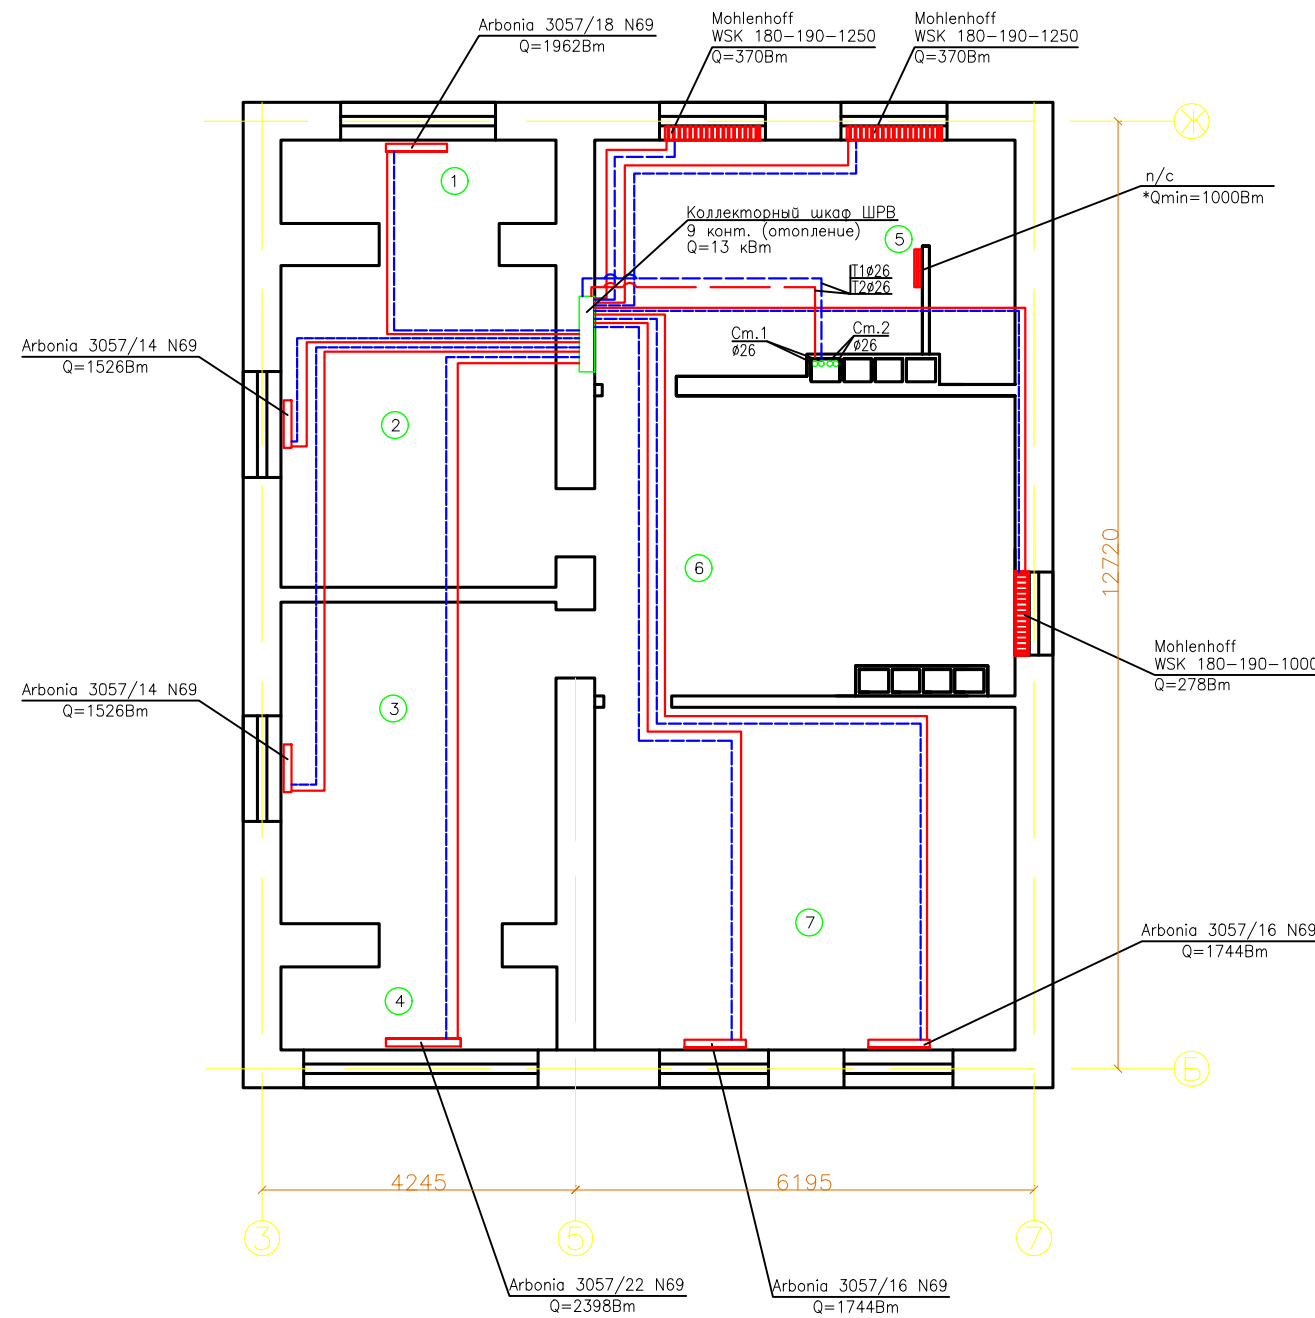 Arbonia 3057/18 N69
Q=1962Вт
Mohlenhoff
WSK 180-190-1250
Q=370Вт
Mohlenhoff
WSK 180-190-1250
Q=370Вт
Ж
1
n/c
*Qmin=1000Вт
Коллекторный шкаф ШРВ
9 конт. (отопление)
Q=13 кВт
5
T1ø26
T2ø26
Ст.1
ø26
Ст.2
ø26
Arbonia 3057/14 N69
Q=1526Вт
2
6
12720
Mohlenhoff
WSK 180-190-1000
Q=278Вт
Arbonia 3057/14 N69
Q=1526Вт
3
7
Arbonia 3057/16 N69
Q=1744Вт
4
Б
4245
6195
3
5
7
Arbonia 3057/22 N69
Q=2398Вт
Arbonia 3057/16 N69
Q=1744Вт